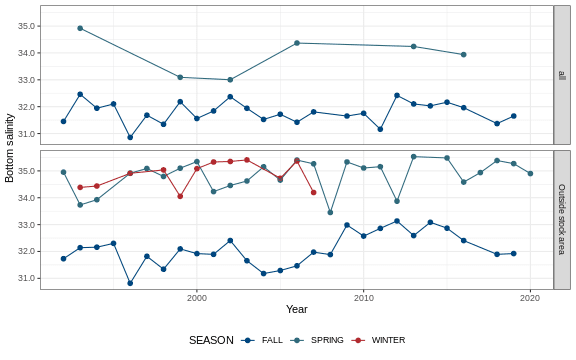 35.0
34.0
33.0
32.0
31.0
all
Bottom salinity
35.0
34.0
33.0
32.0
31.0
Outside stock area
2000
2010
2020
Year
SEASON FALL SPRING WINTER